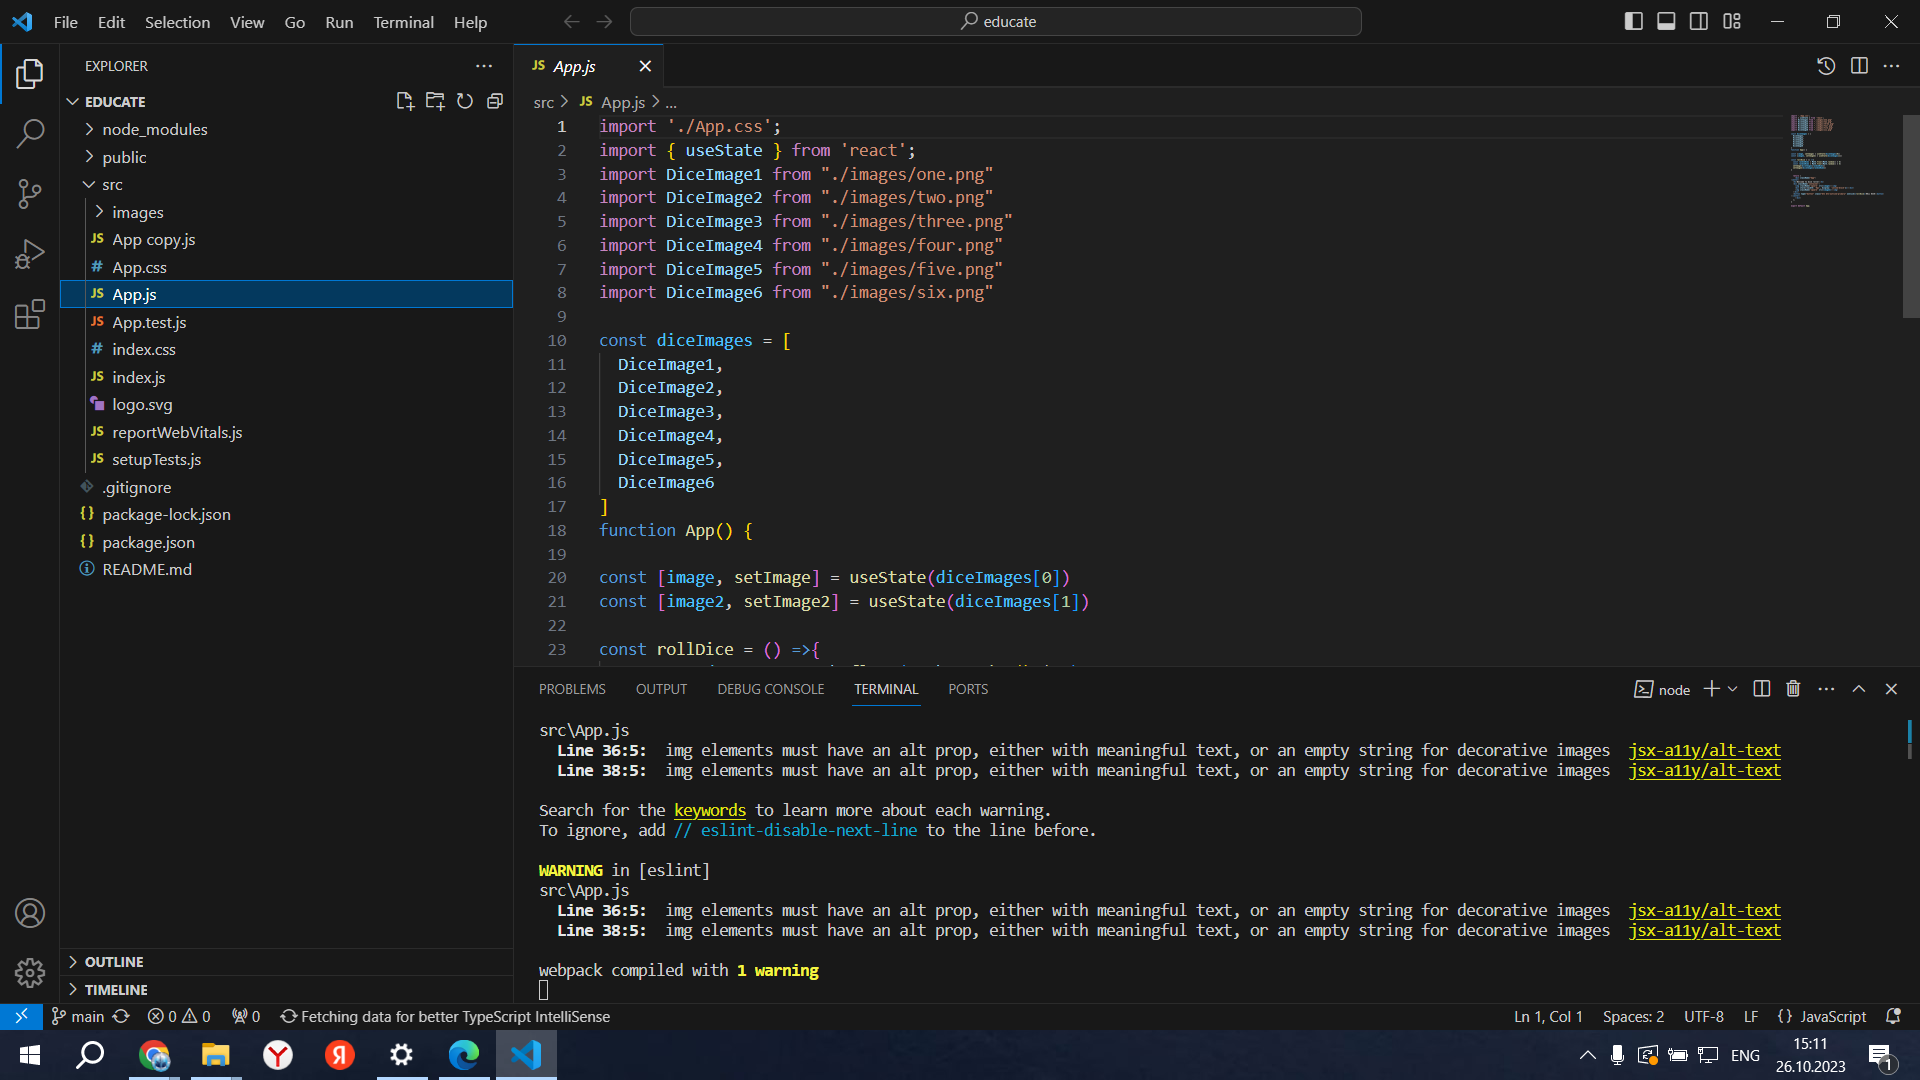 File Edit Selection View Go Run Terminal Help
educate
EXPLORER
EDUCATE
node_modules
public
src
images
JS App copy.js
# App.css
JS App.js
JS App.test.js
# index.css
JS index.js
logo.svg
JS reportWebVitals.js
JS setupTests.js
.gitignore
{} package-lock.json
{} package.json
README.md
OUTLINE
TIMELINE
JS App.js
src > JS App.js > ...
1 import './App.css';
2 import { useState } from 'react';
3 import DiceImage1 from "./images/one.png"
4 import DiceImage2 from "./images/two.png"
5 import DiceImage3 from "./images/three.png"
6 import DiceImage4 from "./images/four.png"
7 import DiceImage5 from "./images/five.png"
8 import DiceImage6 from "./images/six.png"
9
10 const diceImages = [
11 DiceImage1,
12 DiceImage2,
13 DiceImage3,
14 DiceImage4,
15 DiceImage5,
16 DiceImage6
17 ]
18 function App() {
19
20 const [image, setImage] = useState(diceImages[0])
21 const [image2, setImage2] = useState(diceImages[1])
22
23 const rollDice = () =>{
PROBLEMS OUTPUT DEBUG CONSOLE TERMINAL PORTS
node
src\App.js
Line 36:5: img elements must have an alt prop, either with meaningful text, or an empty string for decorative images jsx-a11y/alt-text
Line 38:5: img elements must have an alt prop, either with meaningful text, or an empty string for decorative images jsx-a11y/alt-text
Search for the keywords to learn more about each warning.
To ignore, add // eslint-disable-next-line to the line before.
WARNING in [eslint]
src\App.js
Line 36:5: img elements must have an alt prop, either with meaningful text, or an empty string for decorative images jsx-a11y/alt-text
Line 38:5: img elements must have an alt prop, either with meaningful text, or an empty string for decorative images jsx-a11y/alt-text
webpack compiled with 1 warning
main 0 0 0 Fetching data for better TypeScript IntelliSense
Ln 1, Col 1 Spaces: 2 UTF-8 LF {} JavaScript
Y Я ENG
15:11
26.10.2023
1